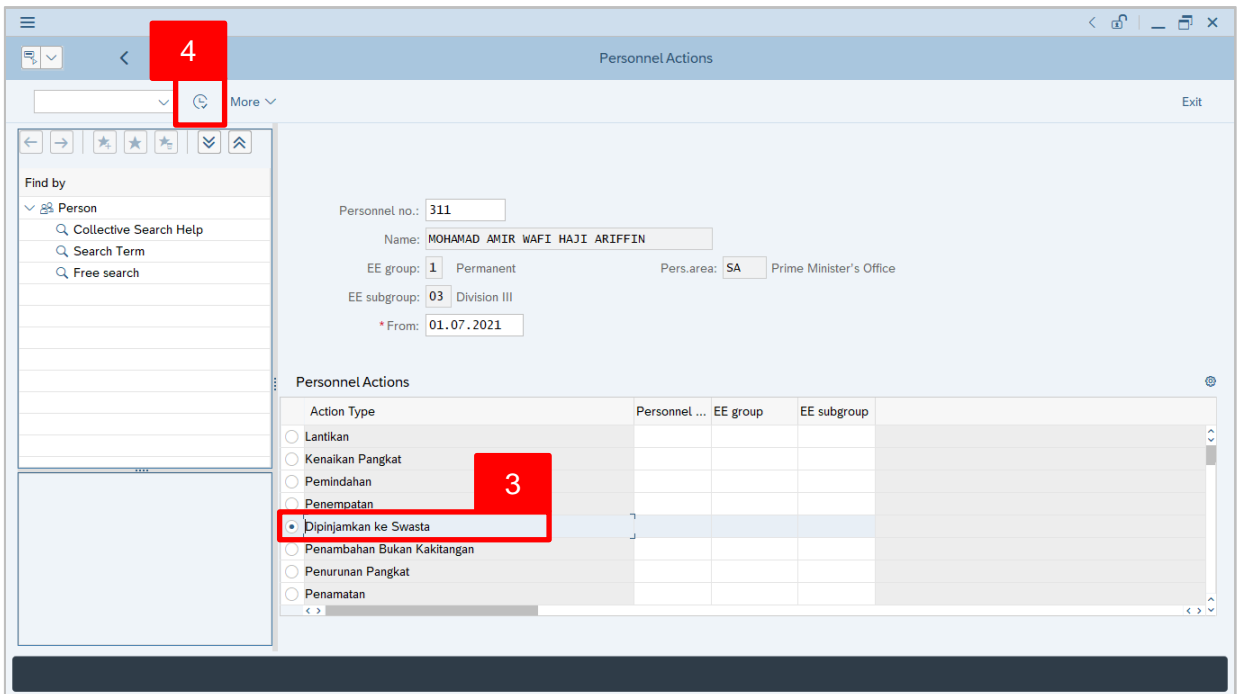 4
Personnel Actions
More
Exit
Find by
Person
Collective Search Help
Search Term
Free search
Personnel no.: 311
Name: MOHAMAD AMIR WAFI HAJI ARIFFIN
EE group: 1 Permanent Pers.area: SA Prime Minister's Office
EE subgroup: 03 Division III
* From: 01.07.2021
Personnel Actions
Action Type Personnel ... EE group EE subgroup
Lantikan
Kenaikan Pangkat
Pemindahan
3
Penempatan
Dipinjamkan ke Swasta
Penambahan Bukan Kakitangan
Penurunan Pangkat
Penamatan